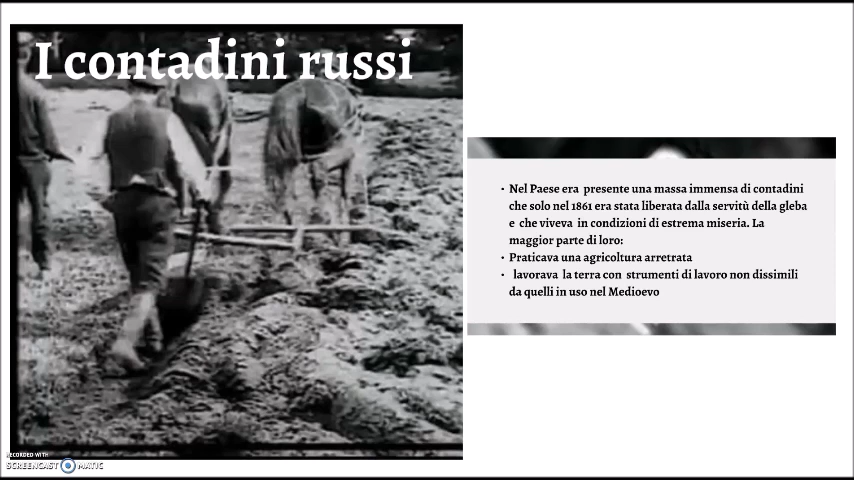 I contadini russi
• Nel Paese era presente una massa immensa di contadini
che solo nel 1861 era stata liberata dalla servitù della gleba
e che viveva in condizioni di estrema miseria. La
maggior parte di loro:
• Praticava una agricoltura arretrata
• lavorava la terra con strumenti di lavoro non dissimili
da quelli in uso nel Medioevo
RECORDED WITH
SCREENCAST MATIC